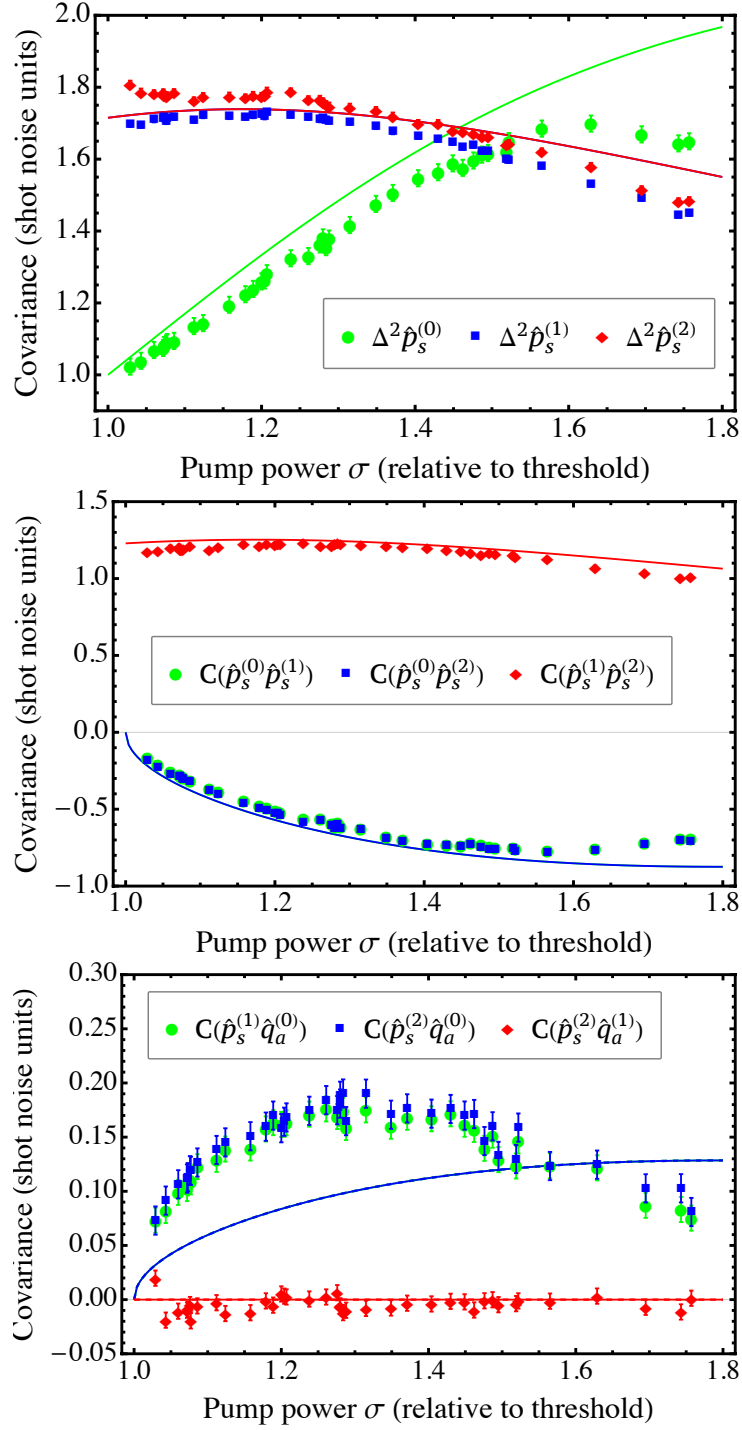 2.0
1.8
1.6
1.4
1.2
1.0
Covariance (shot noise units)
Δ²p̂ₛ⁽⁰⁾ Δ²p̂ₛ⁽¹⁾ Δ²p̂ₛ⁽²⁾
1.0 1.2 1.4 1.6 1.8
Pump power σ (relative to threshold)
1.5
1.0
0.5
0.0
−0.5
−1.0
Covariance (shot noise units)
C(p̂ₛ⁽⁰⁾p̂ₛ⁽¹⁾) C(p̂ₛ⁽⁰⁾p̂ₛ⁽²⁾) C(p̂ₛ⁽¹⁾p̂ₛ⁽²⁾)
1.0 1.2 1.4 1.6 1.8
Pump power σ (relative to threshold)
0.30
0.20
0.15
0.10
0.05
0.00
−0.05
Covariance (shot noise units)
C(p̂ₛ⁽¹⁾q̂ₐ⁽⁰⁾) C(p̂ₛ⁽²⁾q̂ₐ⁽⁰⁾) C(p̂ₛ⁽²⁾q̂ₐ⁽¹⁾)
1.0 1.2 1.4 1.6 1.8
Pump power σ (relative to threshold)